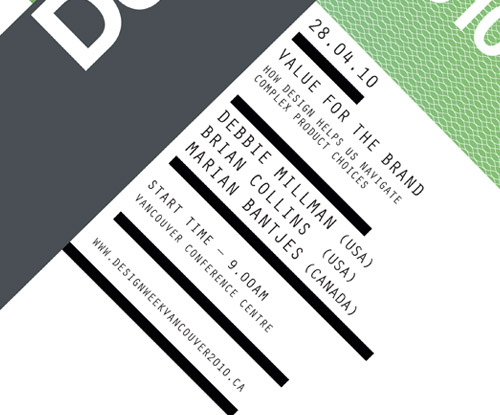 28.04.10
VALUE FOR THE BRAND
HOW DESIGN HELPS US NAVIGATE
COMPLEX PRODUCT CHOICES
DEBBIE MILLMAN (USA)
BRIAN COLLINS (USA)
MARIAN BANTJES (CANADA)
START TIME — 9.00AM
VANCOUVER CONFERENCE CENTRE
WWW.DESIGNWEEKVANCOUVER2010.CA